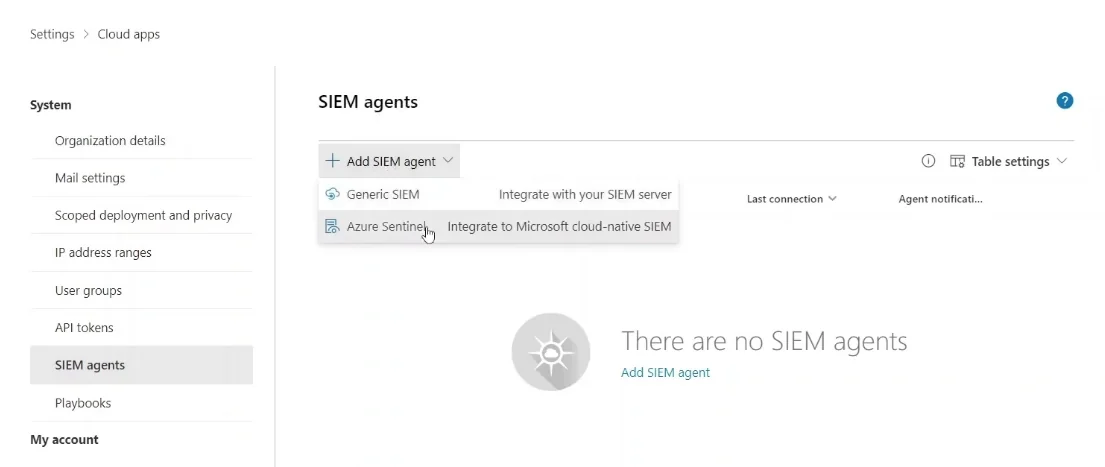 Settings > Cloud apps
System
Organization details
Mail settings
Scoped deployment and privacy
IP address ranges
User groups
API tokens
SIEM agents
Playbooks
My account
SIEM agents
?
+ Add SIEM agent
Table settings
Generic SIEM Integrate with your SIEM server
Azure Sentinel Integrate to Microsoft cloud-native SIEM
Last connection Agent notificati...
There are no SIEM agents
Add SIEM agent